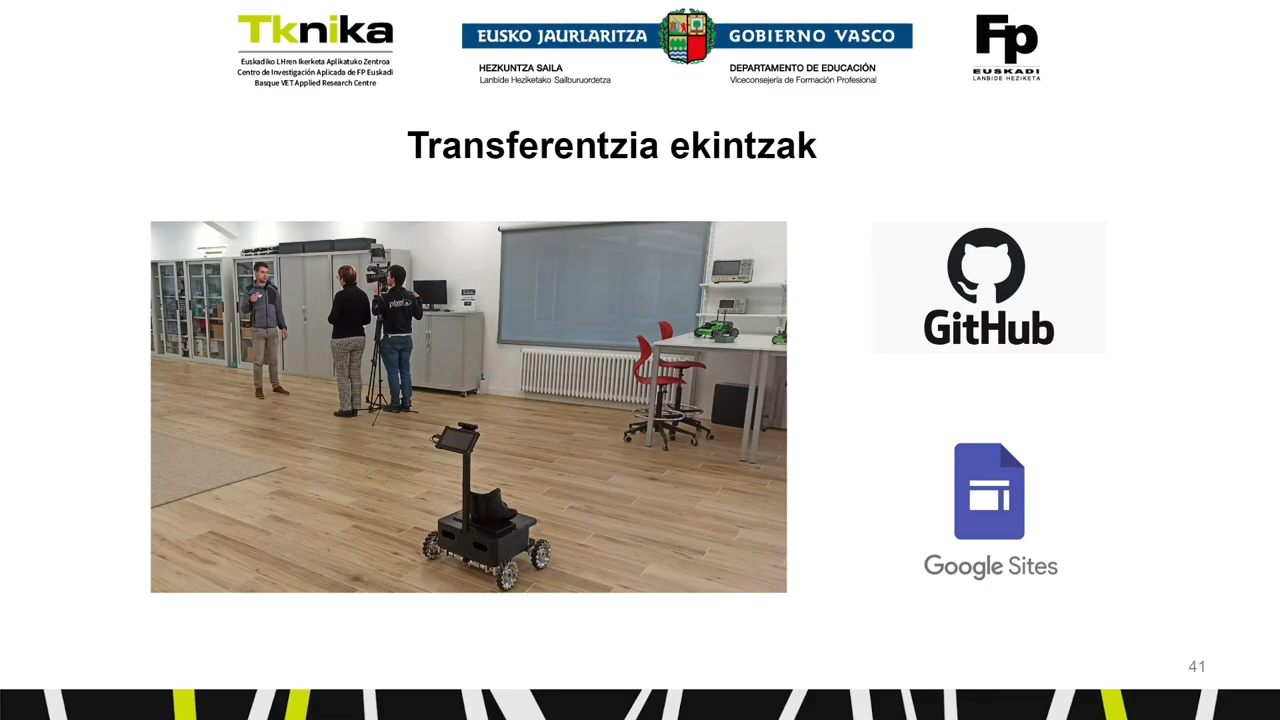 Tknika
Euskadiko LHren Ikerketa Aplikatuko Zentroa
Centro de Investigación Aplicada de FP Euskadi
Basque VET Applied Research Centre
EUSKO JAURLARITZA
GOBIERNO VASCO
HEZKUNTZA SAILA
Lanbide Heziketako Sailburuordetza
DEPARTAMENTO DE EDUCACIÓN
Viceconsejería de Formación Profesional
Fp
EUSKADI
LANBIDE HEZIKETA
Transferentzia ekintzak
pixel
GitHub
Google Sites
41